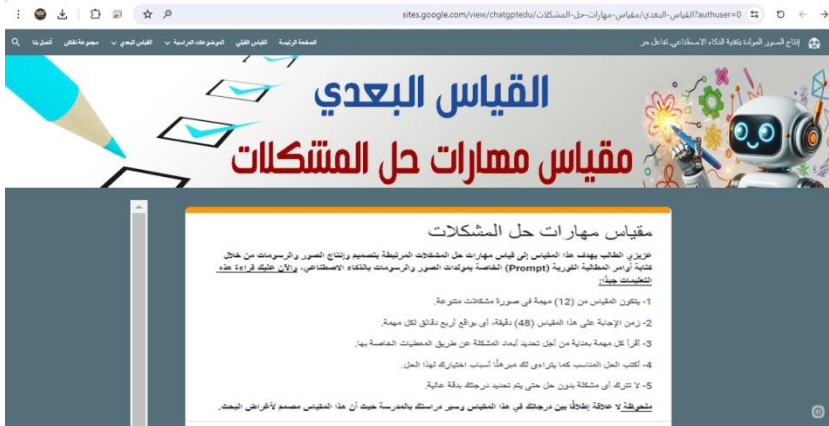 sites.google.com/view/chatgptedu/القياس-البعدي/مقياس-مهارات-حل-المشكلات?authuser=0
إنتاج الصور المولدة بتقنية الذكاء الاصطناعي تفاعل حر
الصفحة الرئيسة القياس القبلي الموضوعات الدراسية القياس البعدي مجموعة نقاش أتصل بنا
القياس البعدي
مقياس مهارات حل المشكلات
مقياس مهارات حل المشكلات
عزيزي الطالب يهدف هذا المقياس إلى قياس مهارات حل المشكلات المرتبطة بتصميم وإنتاج الصور والرسومات من خلال
كتابة أوامر المطالبة الفورية (Prompt) الخاصة بمولدات الصور والرسومات بالذكاء الاصطناعي، والآن عليك قراءة هذه
التعليمات جيدًا:
1- يتكون المقياس من (12) مهمة في صورة مشكلات متنوعة.
2- زمن الإجابة على هذا المقياس (48) دقيقة، أي بواقع أربع دقائق لكل مهمة.
3- أقرأ كل مهمة بعناية من أجل تحديد أبعاد المشكلة عن طريق المعطيات الخاصة بها.
4- أكتب الحل المناسب كما يتراءى لك مبرهنًا أسباب اختيارك لهذا الحل.
5- لا تترك أى مشكلة بدون حل حتى يتم تحديد درجتك بدقة عالية.
ملحوظة لا علاقة إطلاقًا بين درجاتك في هذا المقياس وسير دراستك بالمدرسة حيث أن هذا المقياس مصمم لأغراض البحث.